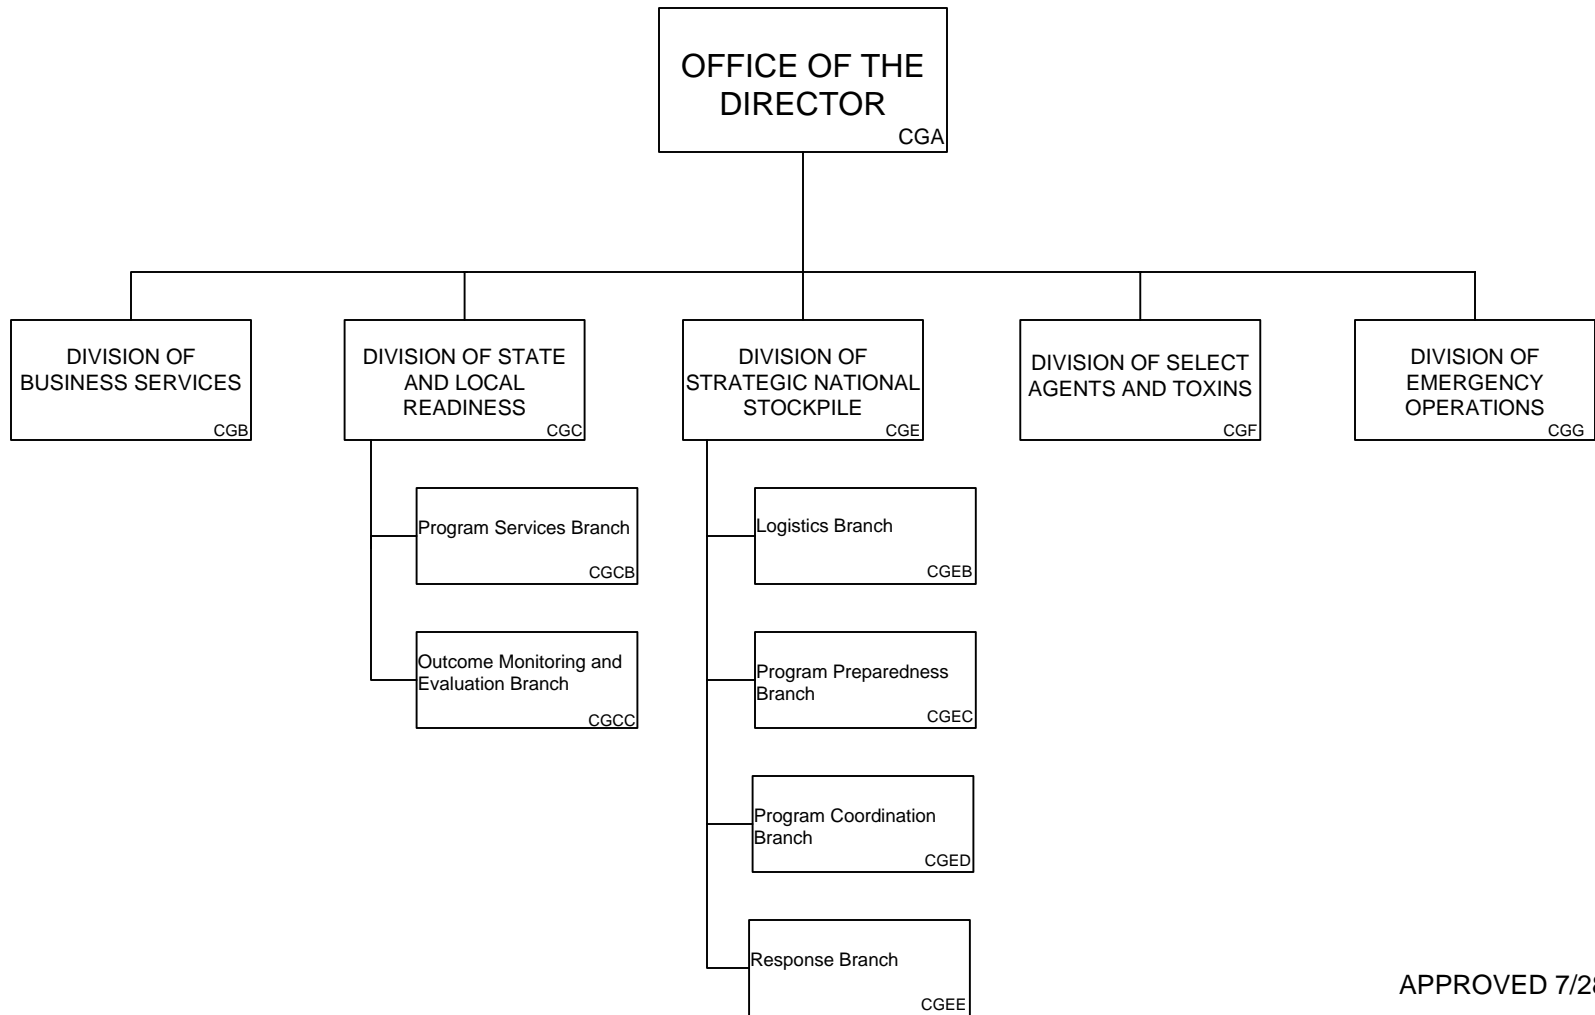 OFFICE OF THE
DIRECTOR
CGA
DIVISION OF
BUSINESS SERVICES
CGB
DIVISION OF STATE
AND LOCAL
READINESS
CGC
DIVISION OF
STRATEGIC NATIONAL
STOCKPILE
CGE
DIVISION OF SELECT
AGENTS AND TOXINS
CGF
DIVISION OF
EMERGENCY
OPERATIONS
CGG
Program Services Branch
CGCB
Outcome Monitoring and
Evaluation Branch
CGCC
Logistics Branch
CGEB
Program Preparedness
Branch
CGEC
Program Coordination
Branch
CGED
Response Branch
CGEE
APPROVED 7/28